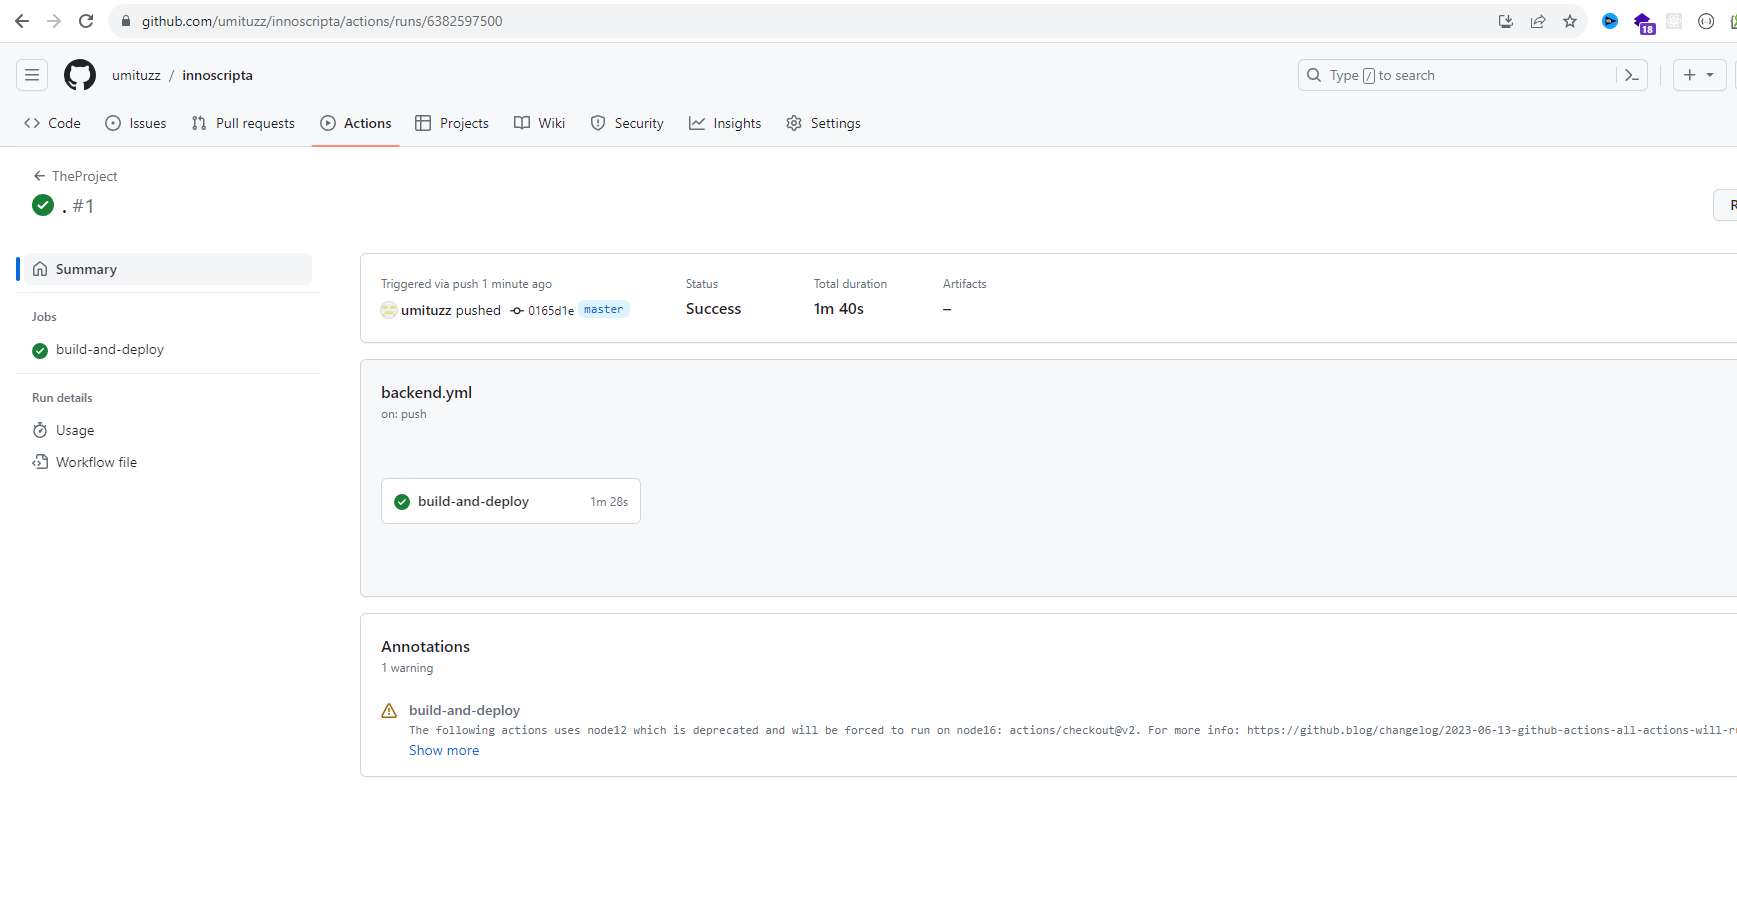 github.com/umituzz/innoscripta/actions/runs/6382597500
18
umituzz / innoscripta
Type / to search
Code Issues Pull requests Actions Projects Wiki Security Insights Settings
TheProject
. #1
R
Summary
Jobs
build-and-deploy
Run details
Usage
Workflow file
Triggered via push 1 minute ago
umituzz pushed 0165d1e master
Status
Success
Total duration
1m 40s
Artifacts
–
backend.yml
on: push
build-and-deploy 1m 28s
Annotations
1 warning
build-and-deploy
The following actions uses node12 which is deprecated and will be forced to run on node16: actions/checkout@v2. For more info: https://github.blog/changelog/2023-06-13-github-actions-all-actions-will-r
Show more